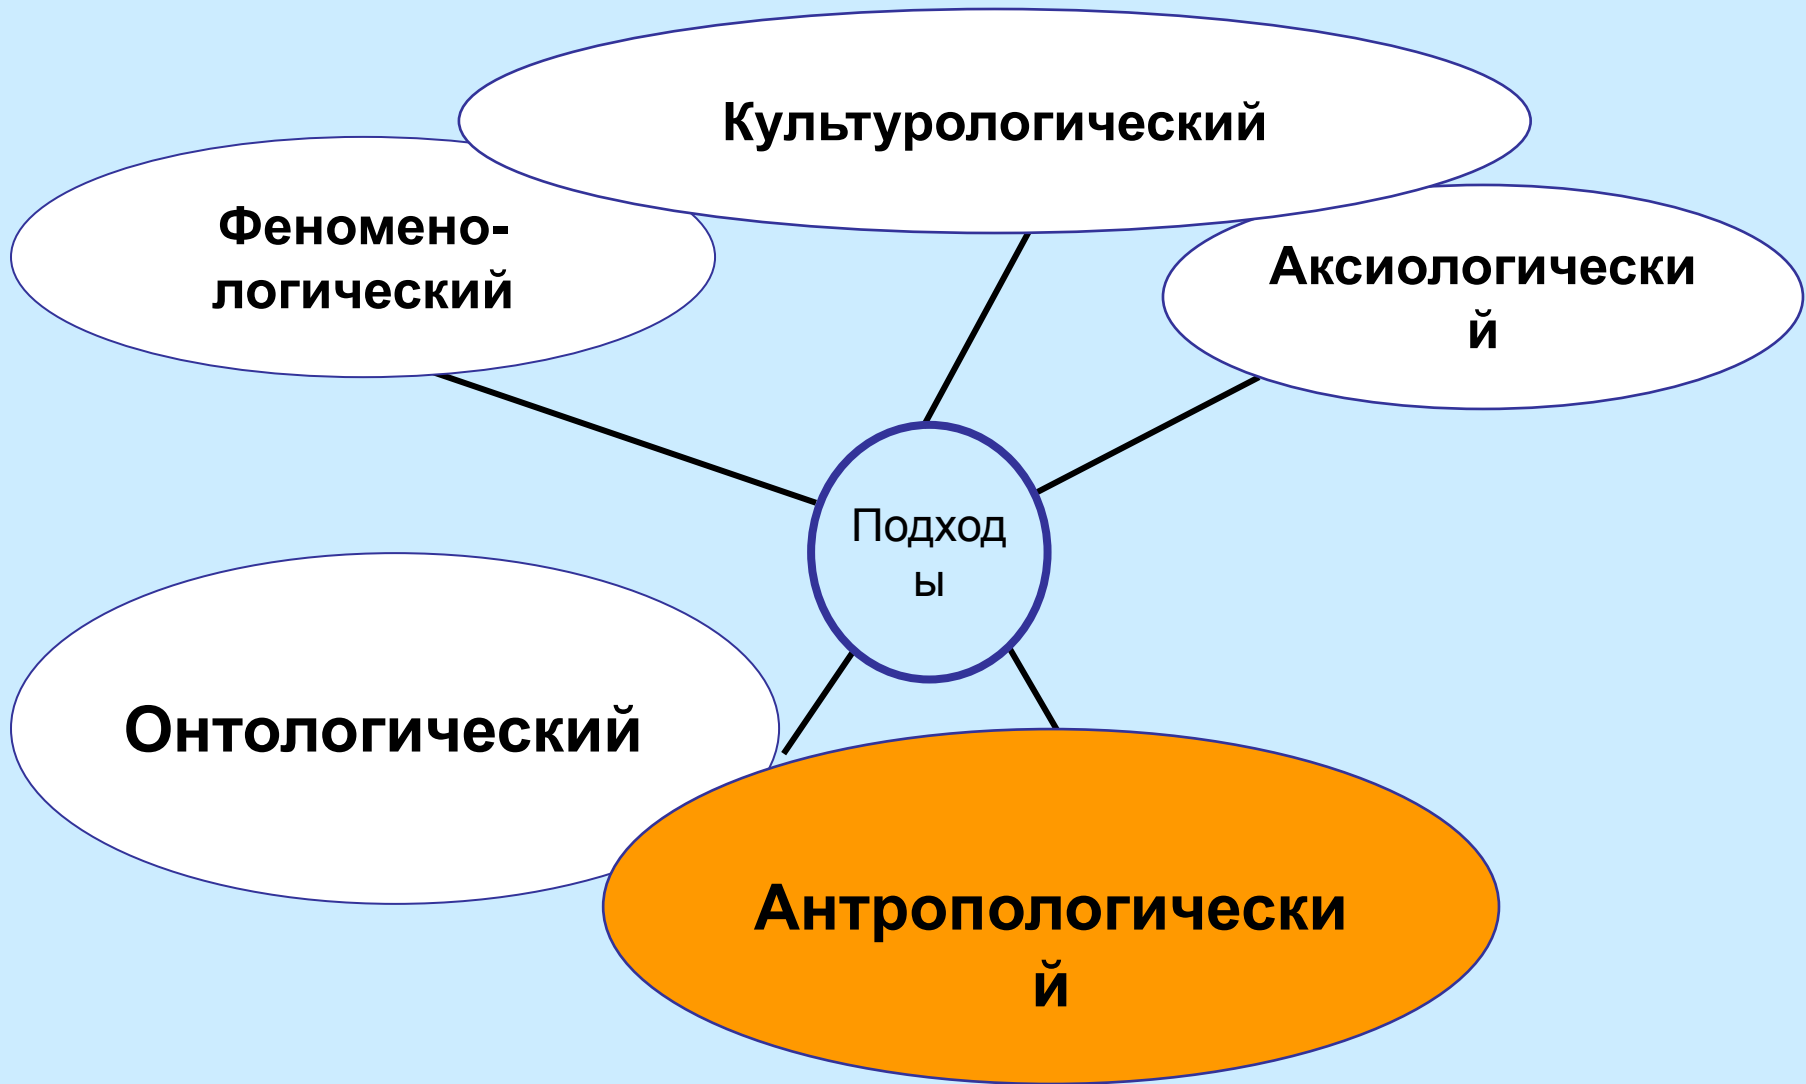 Культурологический
Феномено-
логический
Аксиологически
й
Подход
ы
Онтологический
Антропологически
й